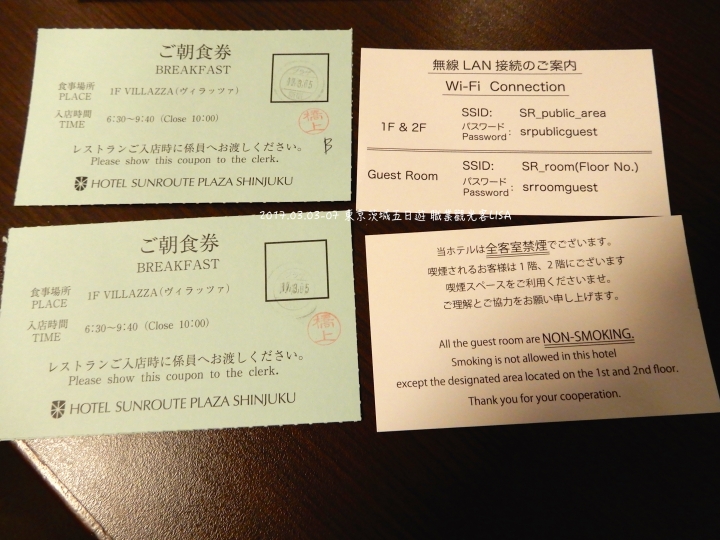 ご朝食券
BREAKFAST
食事場所
PLACE
1F VILLAZZA(ヴィラッツァ)
入店時間
TIME
6:30～9:40 (Close 10:00)
レストランご入店時に係員へお渡しください。
Please show this coupon to the clerk.
HOTEL SUNROUTE PLAZA SHINJUKU
橋上
B
無線 LAN 接続のご案内
Wi-Fi Connection
1F & 2F
SSID: SR_public_area
パスワード
Password : srpublicguest
Guest Room
SSID: SR_room(Floor No.)
パスワード
Password : srroomguest
2017.03.03-07 東京茨城五日遊 職業觀光客LISA
ご朝食券
BREAKFAST
食事場所
PLACE
1F VILLAZZA(ヴィラッツァ)
入店時間
TIME
6:30～9:40 (Close 10:00)
レストランご入店時に係員へお渡しください。
Please show this coupon to the clerk.
HOTEL SUNROUTE PLAZA SHINJUKU
橋上
当ホテルは全客室禁煙でございます。
喫煙されるお客様は1階、2階にございます
喫煙スペースをご利用くださいませ。
ご理解とご協力をお願い申し上げます。
All the guest room are NON-SMOKING.
Smoking is not allowed in this hotel
except the designated area located on the 1st and 2nd floor.
Thank you for your cooperation.